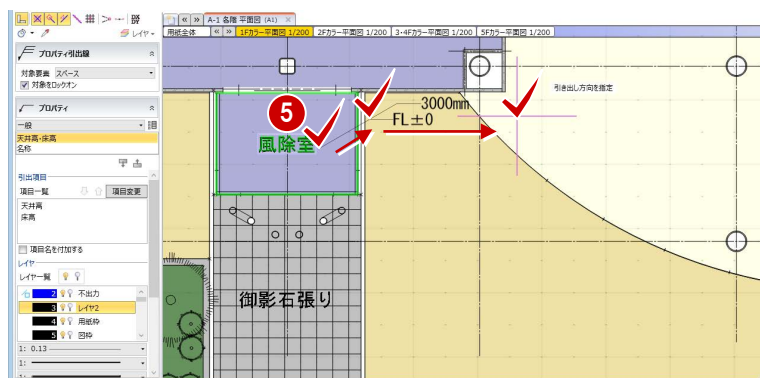 A-1 各階 平面図 (A1)
用紙全体
1Fカラー平面図 1/200
2Fカラー平面図 1/200
3・4Fカラー平面図 1/200
5Fカラー平面図 1/200
レイヤ
プロパティ引出線
対象要素 スペース
対象をロックオン
プロパティ
一般
天井高・床高
名称
引出項目
項目一覧
項目変更
天井高
床高
項目名を付加する
レイヤ
レイヤ一覧
2 不出力
3 レイヤ2
4 用紙枠
5 図枠
1: 0.13
1:
1:
5
3000mm
FL±0
風除室
引き出し方向を指定
御影石張り